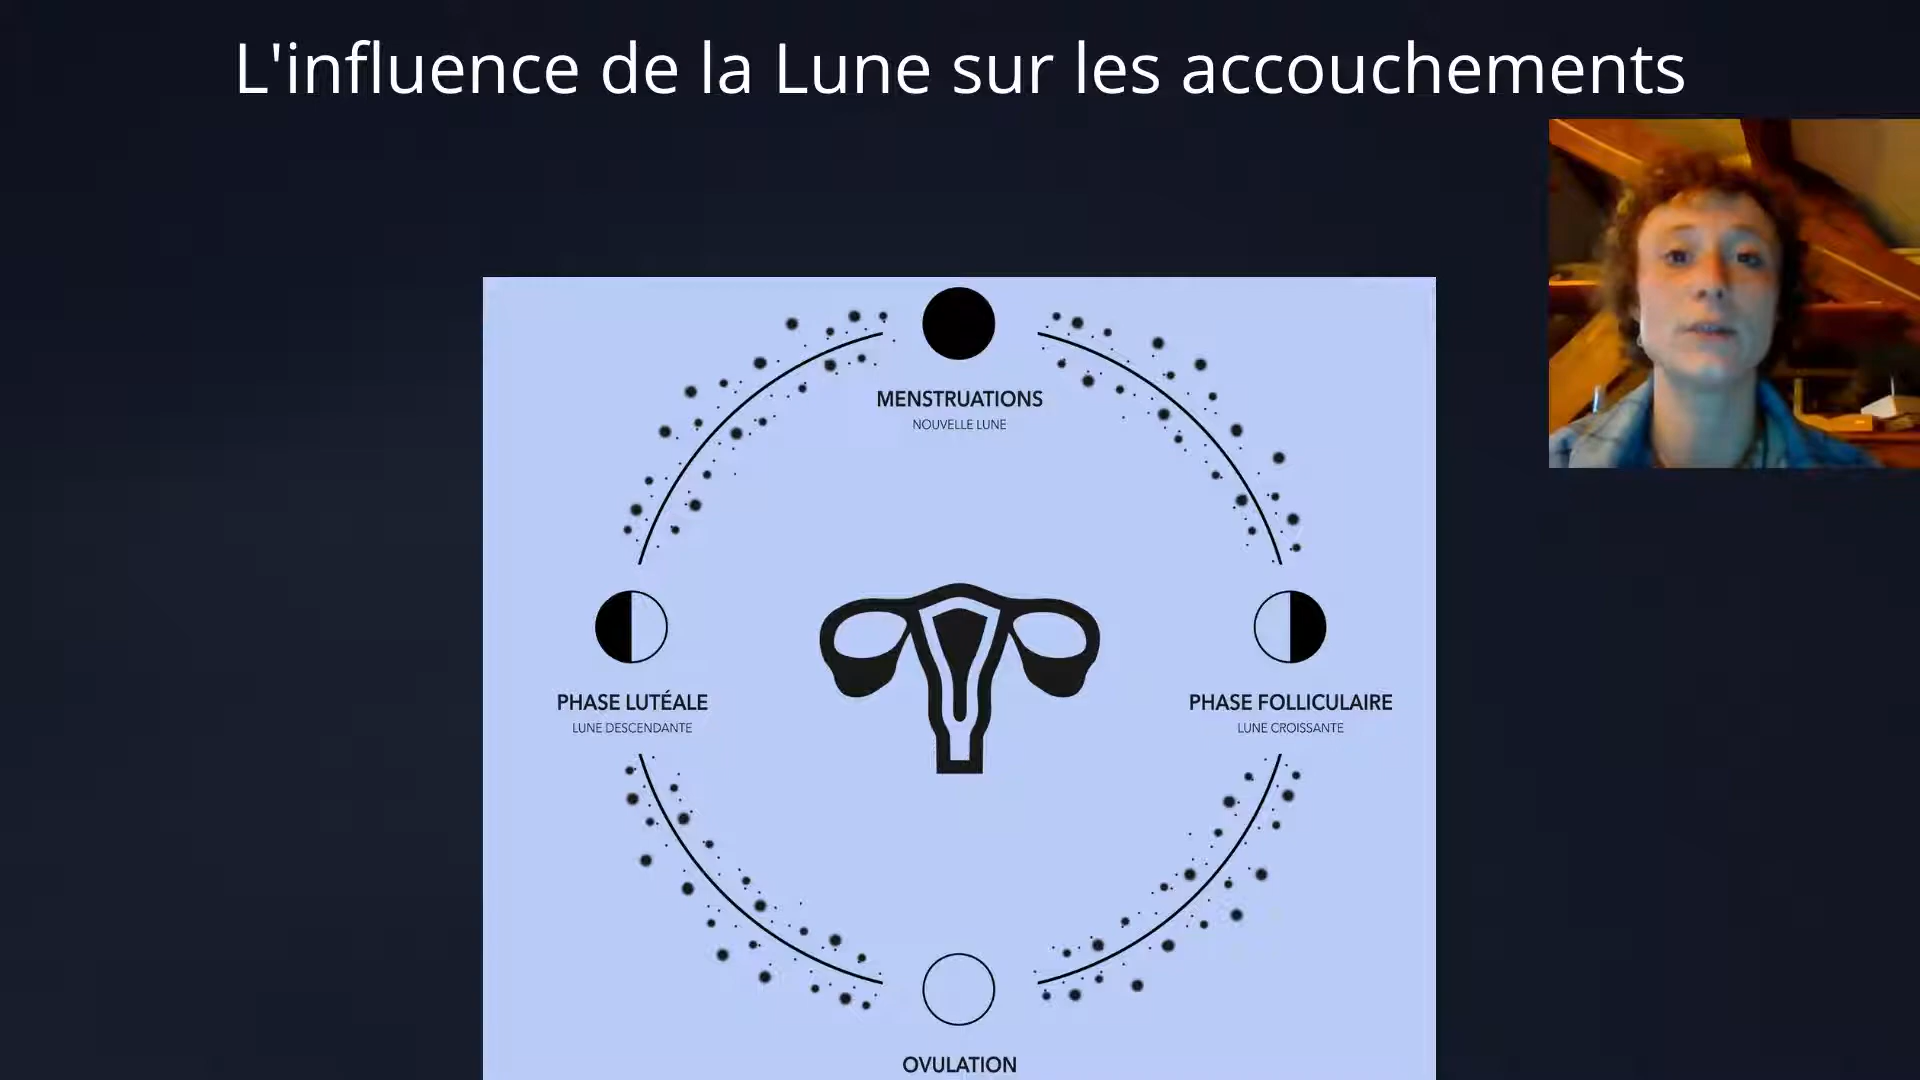 L'influence de la Lune sur les accouchements
MENSTRUATIONS
NOUVELLE LUNE
PHASE LUTÉALE
LUNE DESCENDANTE
PHASE FOLLICULAIRE
LUNE CROISSANTE
OVULATION